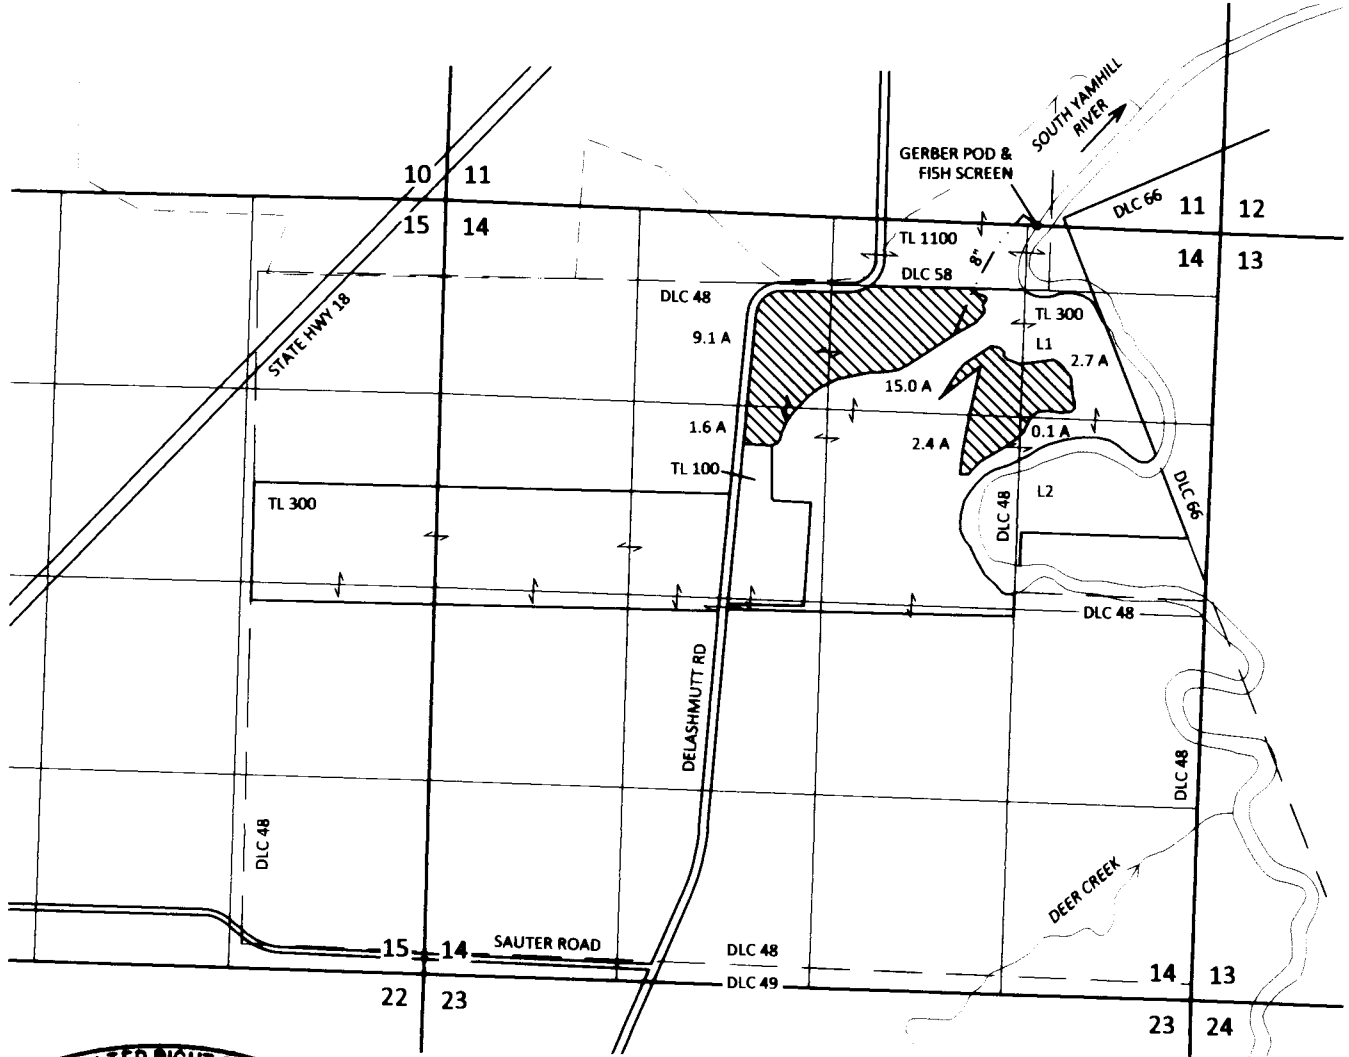 SOUTH YAMHILL
RIVER
GERBER POD &
FISH SCREEN
10 11
15 14
DLC 66
11 12
14 13
TL 1100
8"
DLC 58
DLC 48
STATE HWY 18
9.1 A
TL 300
L1
2.7 A
15.0 A
1.6 A
2.4 A
0.1 A
TL 100
TL 300
DLC 48
L2
DLC 66
DLC 48
DELASHMUTT RD
DLC 48
DLC 48
DEER CREEK
15 14
SAUTER ROAD
DLC 48
DLC 49
14 13
22 23
23 24